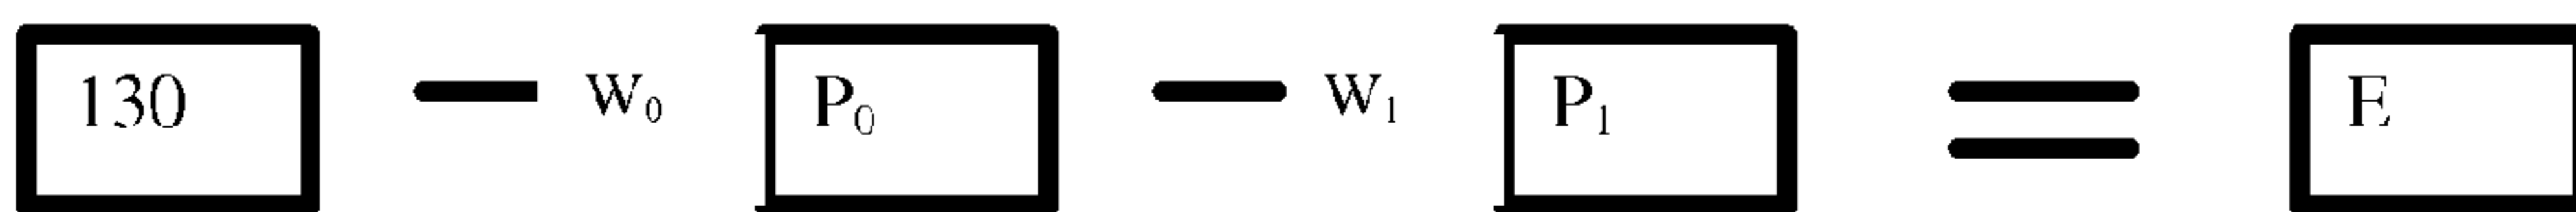 130 — W₀ P₀ — W₁ P₁ = E